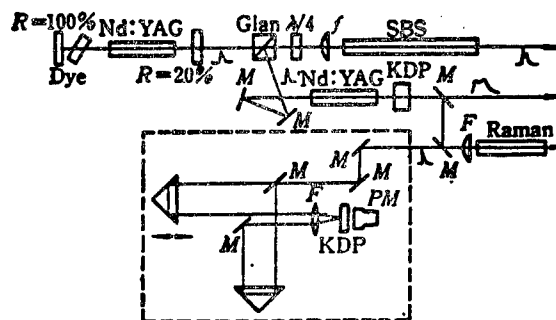 R=100%
Nd:YAG
Dye
R=20%
Glan
λ/4
f
SBS
M
M
Nd:YAG
KDP
M
M
F
Raman
M
M
M
F
PM
M
KDP